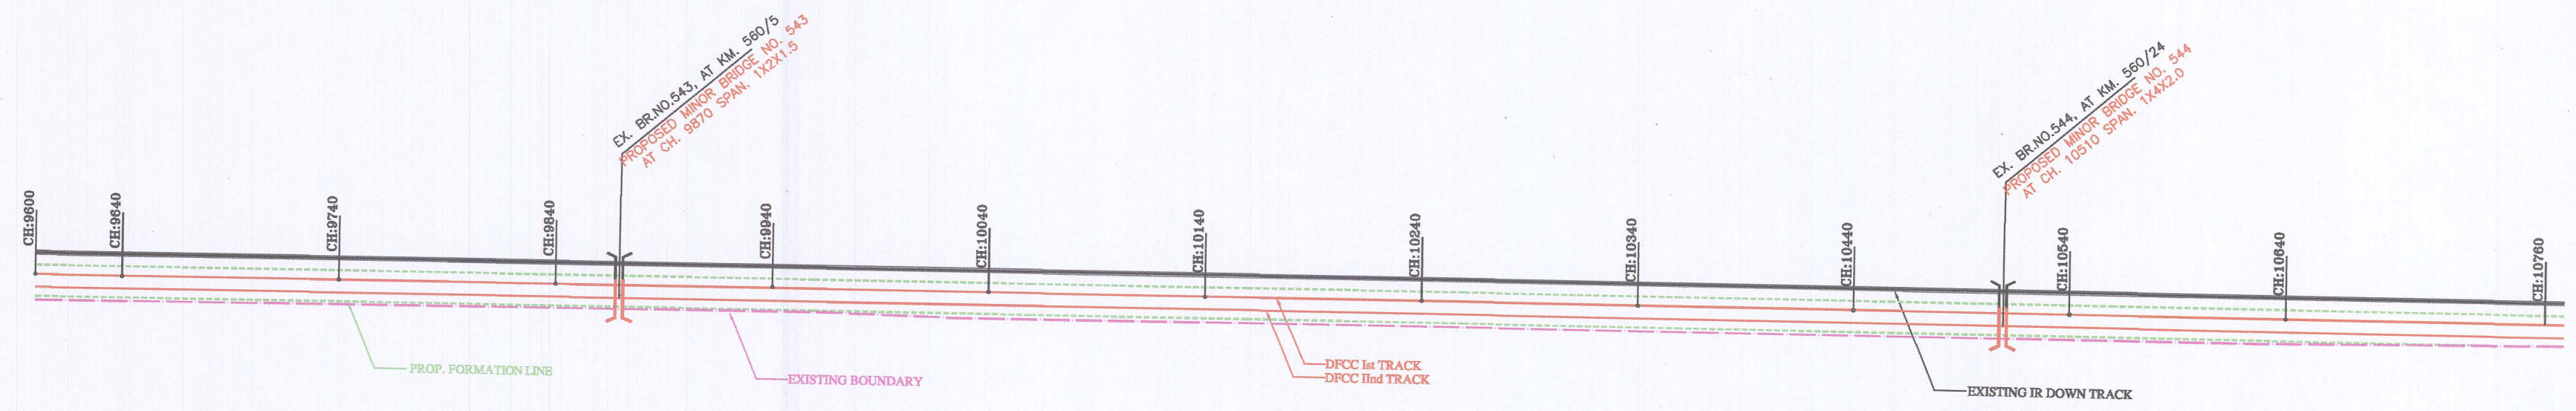 EX. BR.NO.543, AT KM. 560/5
PROPOSED MINOR BRIDGE NO. 543
AT CH. 9870 SPAN. 1X2X1.5
EX. BR.NO.544, AT KM. 560/24
PROPOSED MINOR BRIDGE NO. 544
AT CH. 10510 SPAN. 1X4X2.0
CH:9600
CH:9640
CH:9740
CH:9840
CH:9940
CH:10040
CH:10140
CH:10240
CH:10340
CH:10440
CH:10540
CH:10640
CH:10760
PROP. FORMATION LINE
EXISTING BOUNDARY
DFCC Ist TRACK
DFCC IInd TRACK
EXISTING IR DOWN TRACK